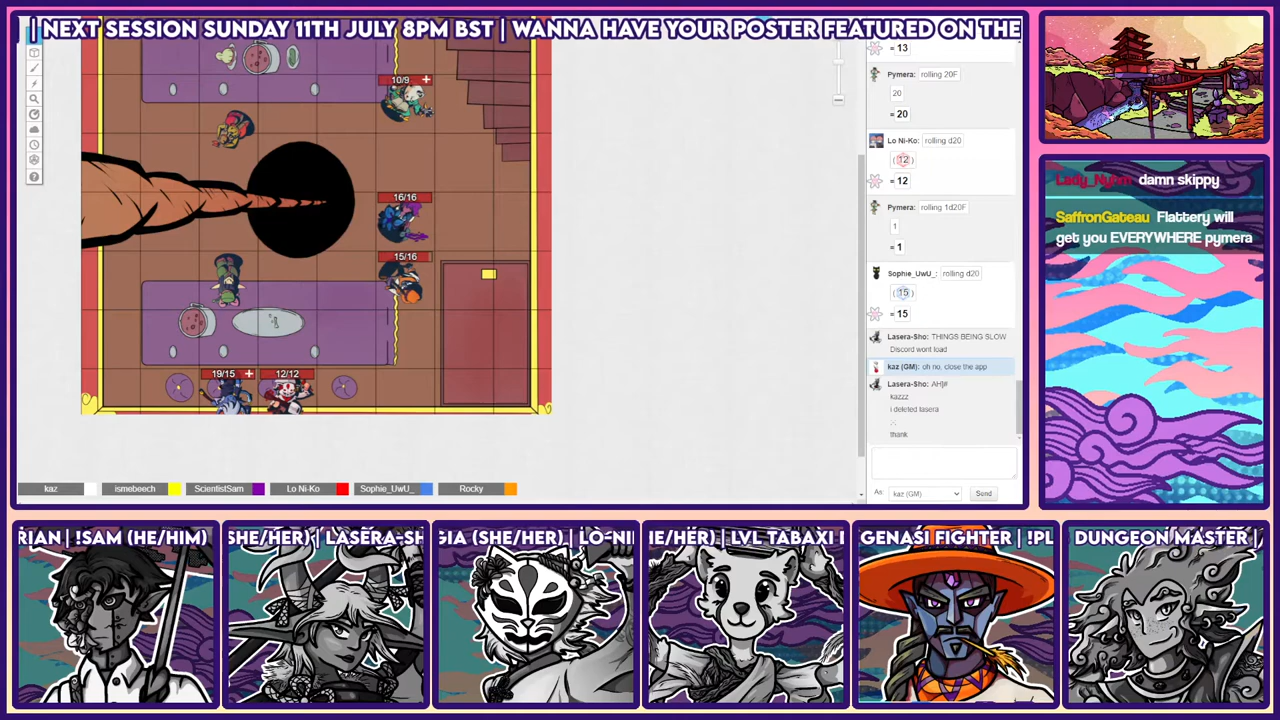 | NEXT SESSION SUNDAY 11TH JULY 8PM BST | WANNA HAVE YOUR POSTER FEATURED ON THE
10/9
16/16
15/16
19/15
12/12
= 13
Pymera: rolling 20F
20
= 20
Lo Ni-Ko: rolling d20
(12)
= 12
Pymera: rolling 1d20F
1
= 1
Sophie_UwU_: rolling d20
(15)
= 15
Lasera-Sho: THINGS BEING SLOW
Discord wont load
kaz (GM): oh no, close the app
Lasera-Sho: AH]#
kazzz
i deleted lasera
thank
As: kaz (GM) Send
kaz ismebeech ScientistSam Lo Ni-Ko Sophie_UwU_ Rocky
Lady_Nyhm damn skippy
SaffronGateau Flattery will
get you EVERYWHERE pymera
RIAN | !SAM (HE/HIM)
SHE/HER) | LASERA-SH
GIA (SHE/HER) | LO-NI
HE/HER) | LVL TABAXI
GENASI FIGHTER | !PL
DUNGEON MASTER |